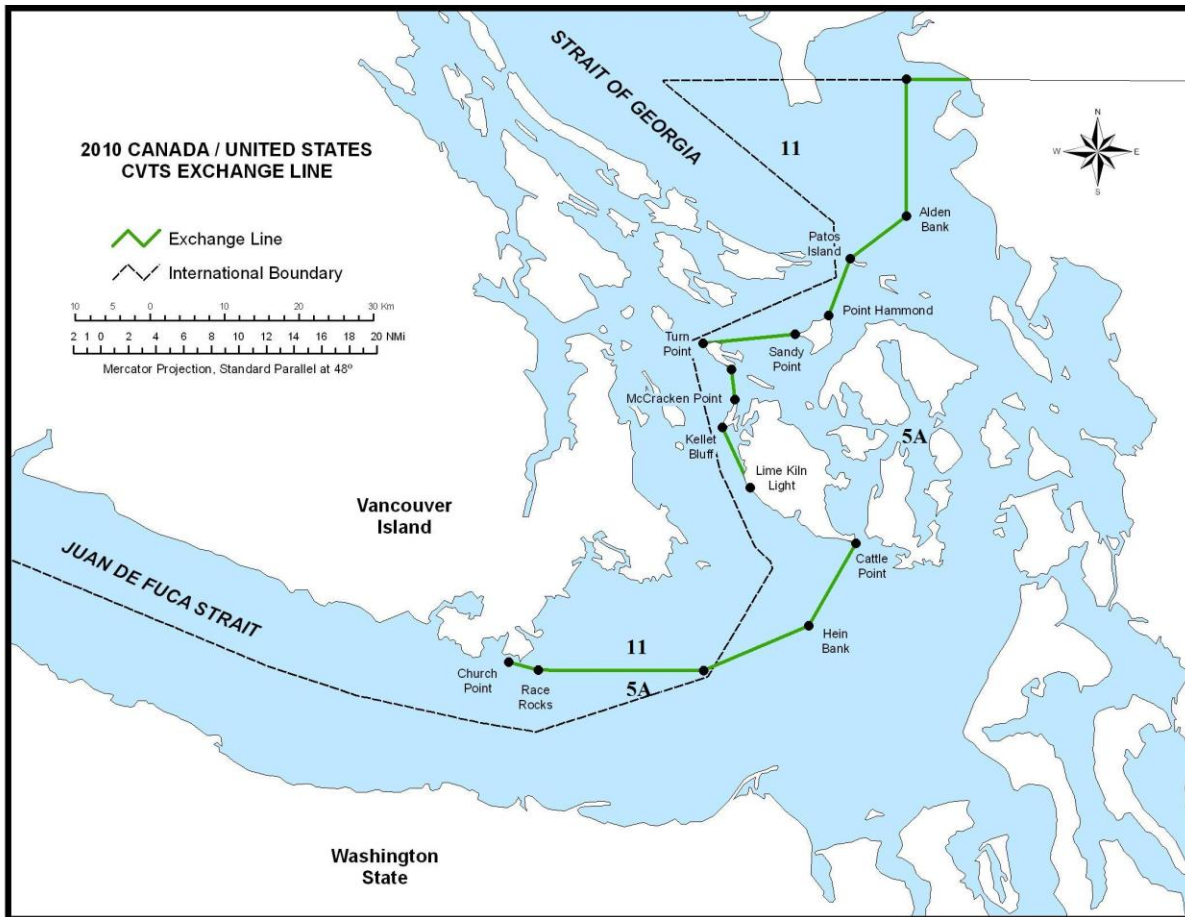 2010 CANADA / UNITED STATES
CVTS EXCHANGE LINE
Exchange Line
International Boundary
10 5 0 10 20 30 Km
2 1 0 2 4 6 8 10 12 14 16 18 20 NMi
Mercator Projection, Standard Parallel at 48º
STRAIT OF GEORGIA
11
N
W E
S
Alden
Bank
Patos
Island
Point Hammond
Turn
Point
Sandy
Point
McCracken Point
Kellet
Bluff
5A
Lime Kiln
Light
Vancouver
Island
JUAN DE FUCA STRAIT
Cattle
Point
Hein
Bank
11
5A
Church
Point
Race
Rocks
Washington
State